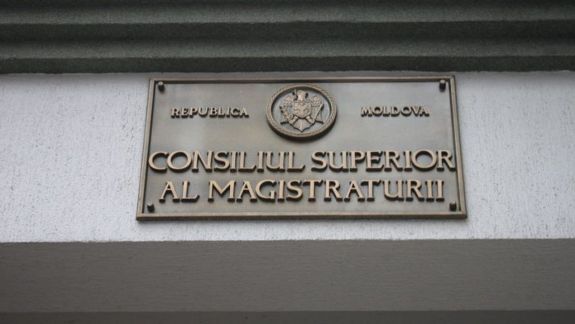 REPUBLICA MOLDOVA
CONSILIUL SUPERIOR
AL MAGISTRATURII